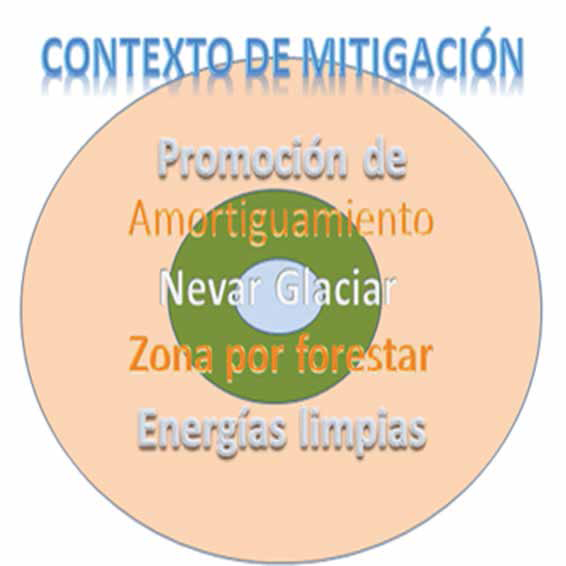 CONTEXTO DE MITIGACIÓN
Promoción de
Amortiguamiento
Nevar Glaciar
Zona por forestar
Energías limpias